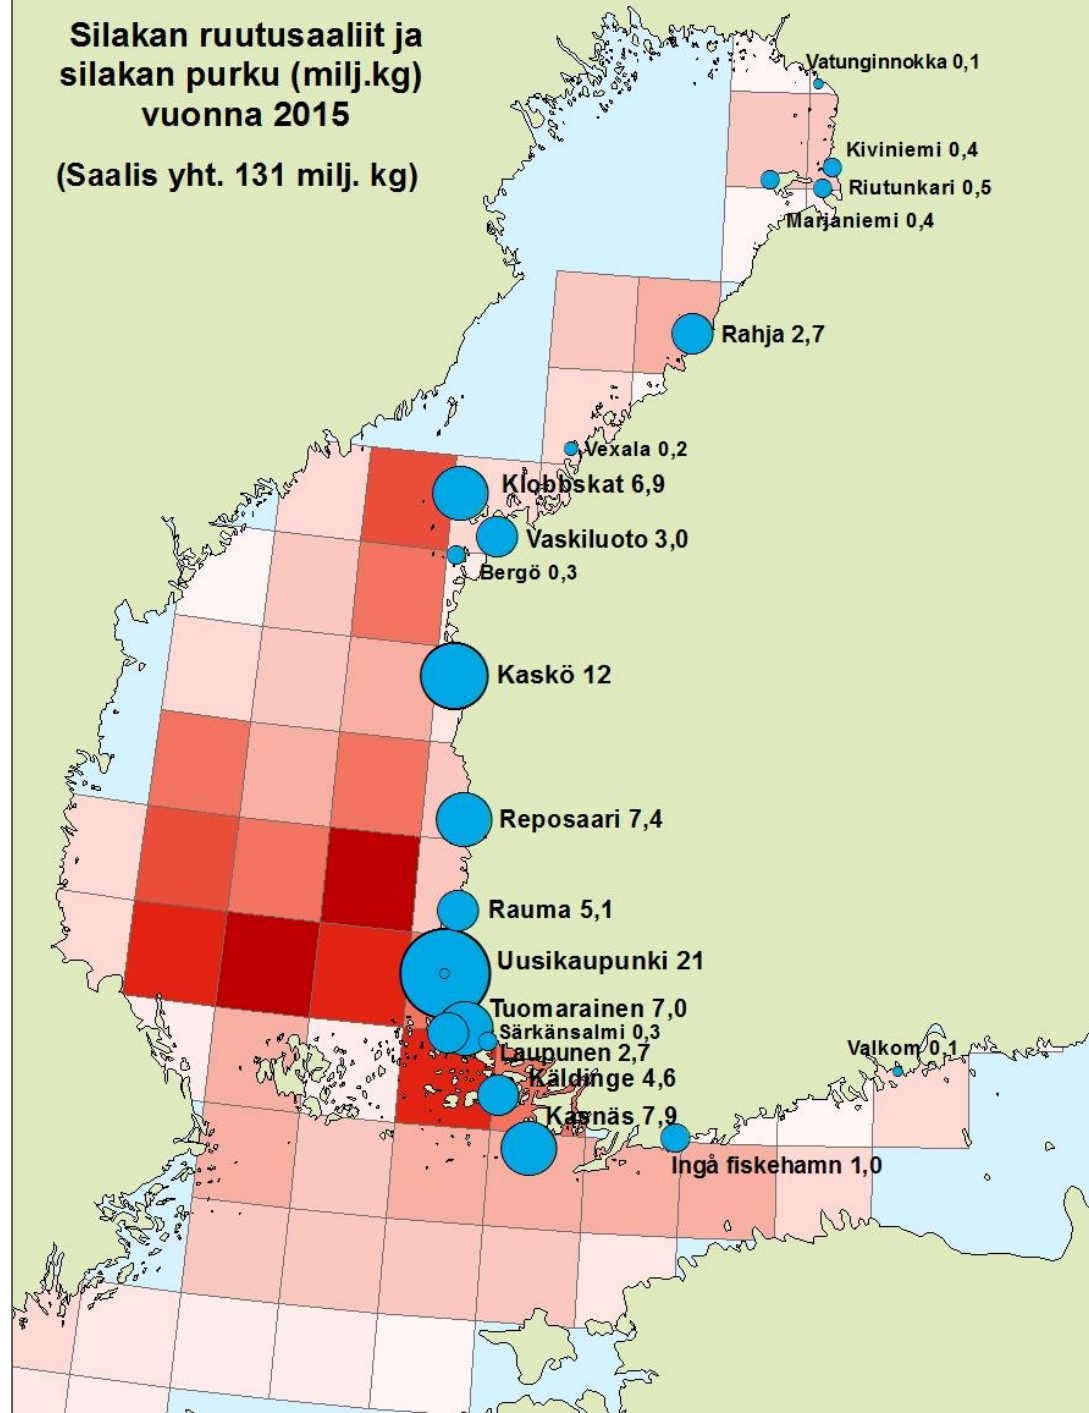 Silakan ruutusaaliit ja
silakan purku (milj.kg)
vuonna 2015
(Saalis yht. 131 milj. kg)
Vatunginnokka 0,1
Kiviniemi 0,4
Riutunkari 0,5
Marjaniemi 0,4
Rahja 2,7
Vexala 0,2
Klobbskat 6,9
Vaskiluoto 3,0
Bergö 0,3
Kaskö 12
Reposaari 7,4
Rauma 5,1
Uusikaupunki 21
Tuomarainen 7,0
Särkänsalmi 0,3
Laupunen 2,7
Käldinge 4,6
Kasnäs 7,9
Valkom 0,1
Ingå fiskehamn 1,0